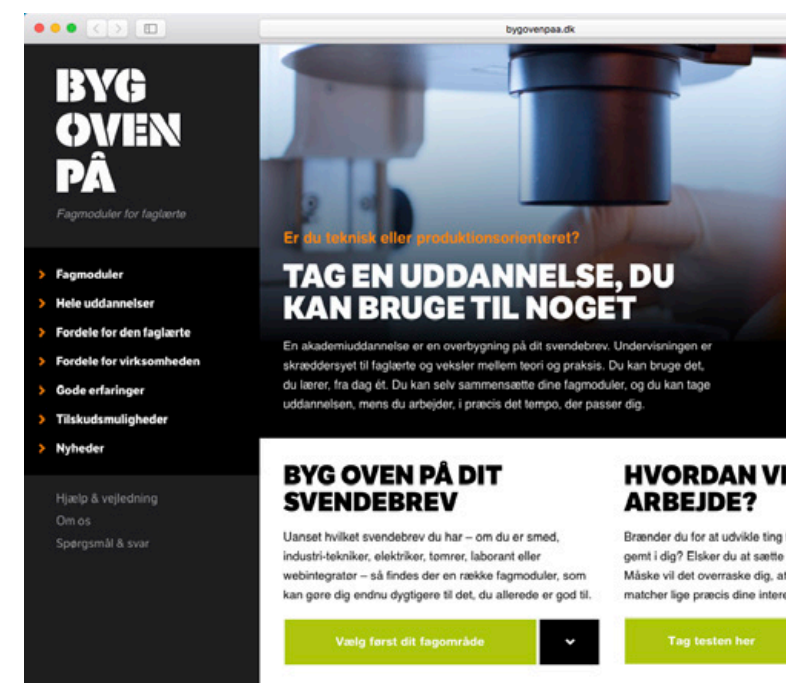 bygovenpaa.dk
BYG
OVEN
PÅ
Fagmoduler for faglærte
Fagmoduler
Hele uddannelser
Fordele for den faglærte
Fordele for virksomheden
Gode erfaringer
Tilskudsmuligheder
Nyheder
Hjælp & vejledning
Om os
Spørgsmål & svar
Er du teknisk eller produktionsorienteret?
TAG EN UDDANNELSE, DU
KAN BRUGE TIL NOGET
En akademiuddannelse er en overbygning på dit svendebrev. Undervisningen er
skræddersyet til faglærte og veksler mellem teori og praksis. Du kan bruge det,
du lærer, fra dag ét. Du kan selv sammensætte dine fagmoduler, og du kan tage
uddannelsen, mens du arbejder, i præcis det tempo, der passer dig.
BYG OVEN PÅ DIT
SVENDEBREV
Uanset hvilket svendebrev du har – om du er smed,
industri-tekniker, elektriker, tømrer, laborant eller
webintegratør – så findes der en række fagmoduler, som
kan gøre dig endnu dygtigere til det, du allerede er god til.
Vælg først dit fagområde
HVORDAN VI
ARBEJDE?
Brænder du for at udvikle ting
gemt i dig? Elsker du at sætte
Måske vil det overraske dig, at
matcher lige præcis dine intere
Tag testen her